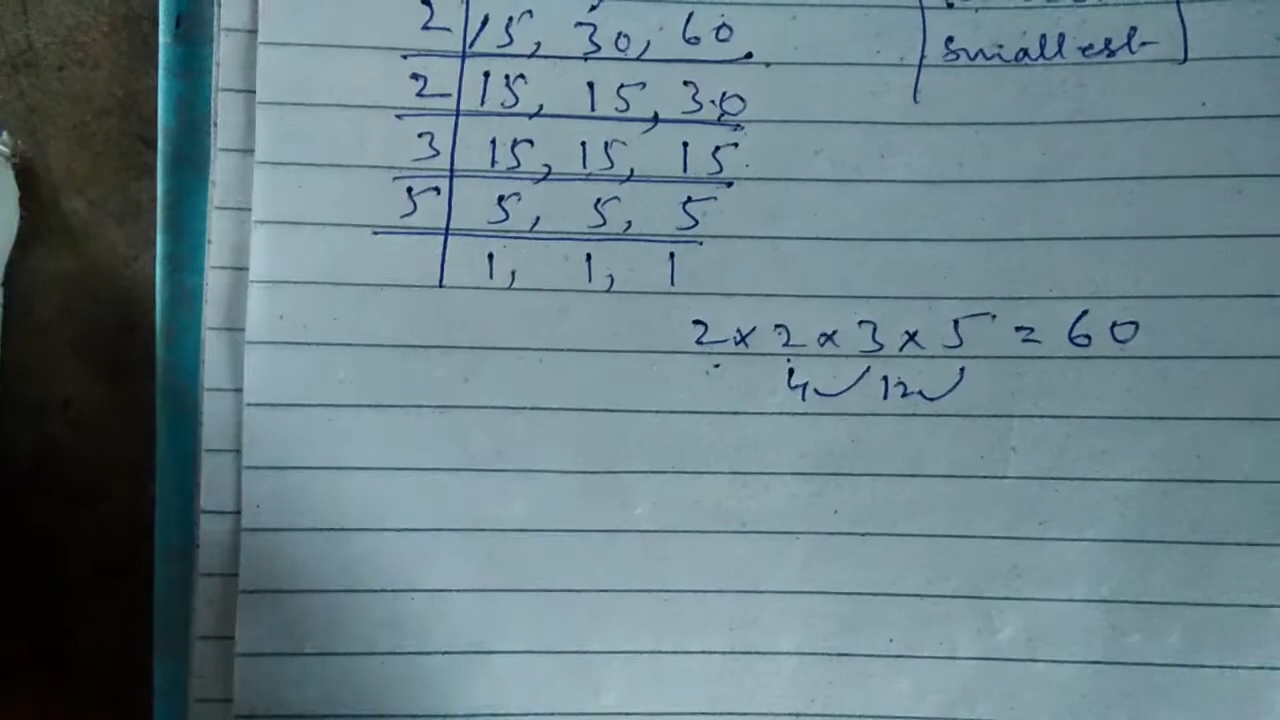 2 | 15, 30, 60.
smallest
2 | 15, 15, 30
3 | 15, 15, 15
5 | 5, 5, 5
1, 1, 1
2 x 2 x 3 x 5 = 60
4✓ 12✓